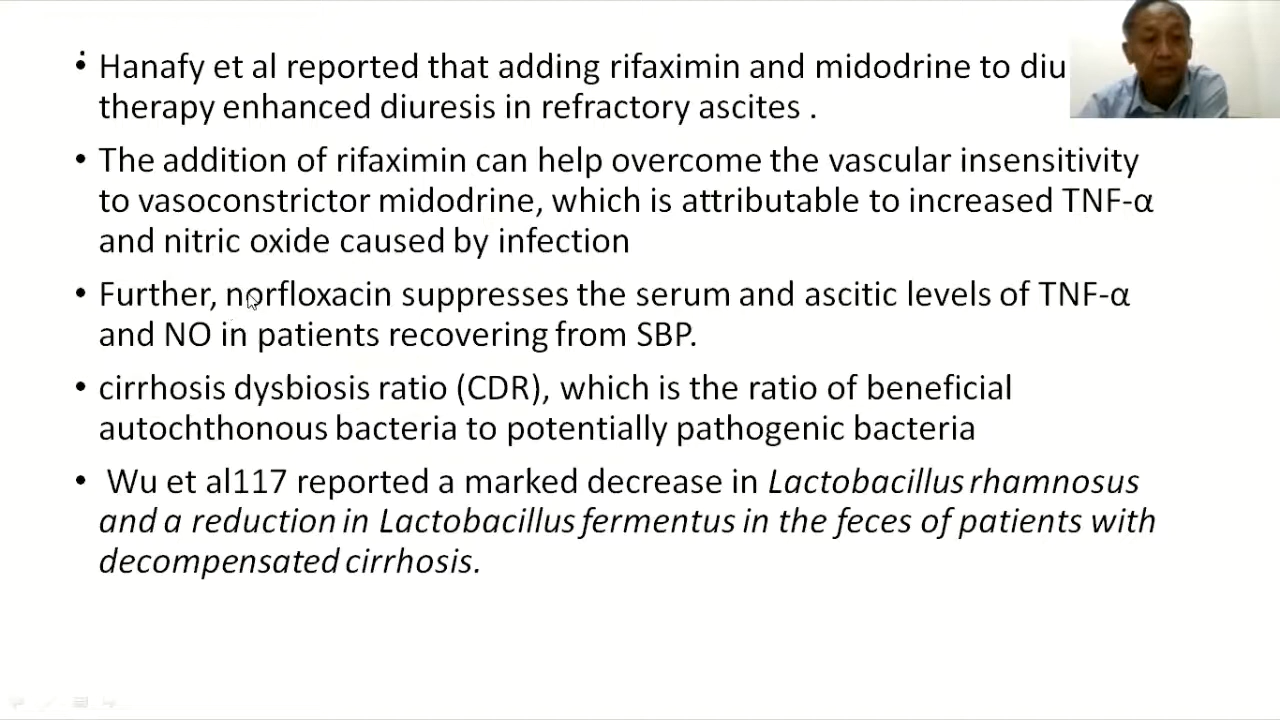 • Hanafy et al reported that adding rifaximin and midodrine to diu
therapy enhanced diuresis in refractory ascites .
• The addition of rifaximin can help overcome the vascular insensitivity
to vasoconstrictor midodrine, which is attributable to increased TNF-α
and nitric oxide caused by infection
• Further, norfloxacin suppresses the serum and ascitic levels of TNF-α
and NO in patients recovering from SBP.
• cirrhosis dysbiosis ratio (CDR), which is the ratio of beneficial
autochthonous bacteria to potentially pathogenic bacteria
• Wu et al117 reported a marked decrease in Lactobacillus rhamnosus
and a reduction in Lactobacillus fermentus in the feces of patients with
decompensated cirrhosis.